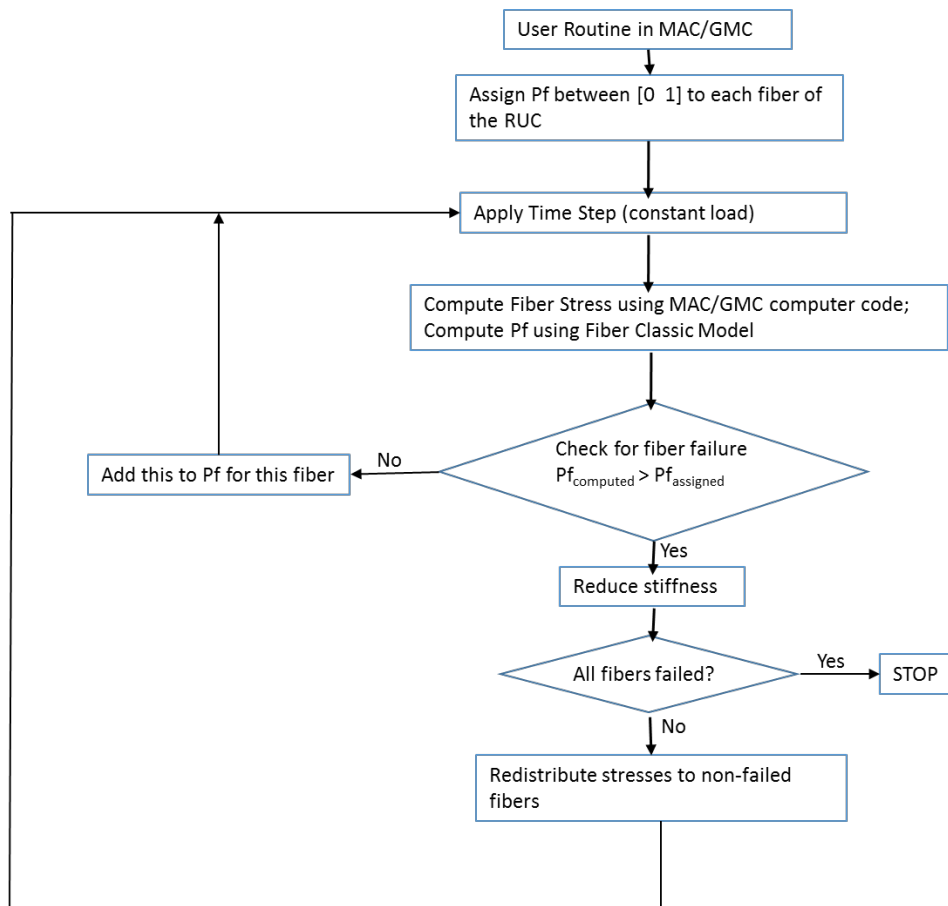 User Routine in MAC/GMC
Assign Pf between [0 1] to each fiber of
the RUC
Apply Time Step (constant load)
Compute Fiber Stress using MAC/GMC computer code;
Compute Pf using Fiber Classic Model
Check for fiber failure
Pf_computed > Pf_assigned
No
Add this to Pf for this fiber
Yes
Reduce stiffness
All fibers failed?
Yes
STOP
No
Redistribute stresses to non-failed
fibers